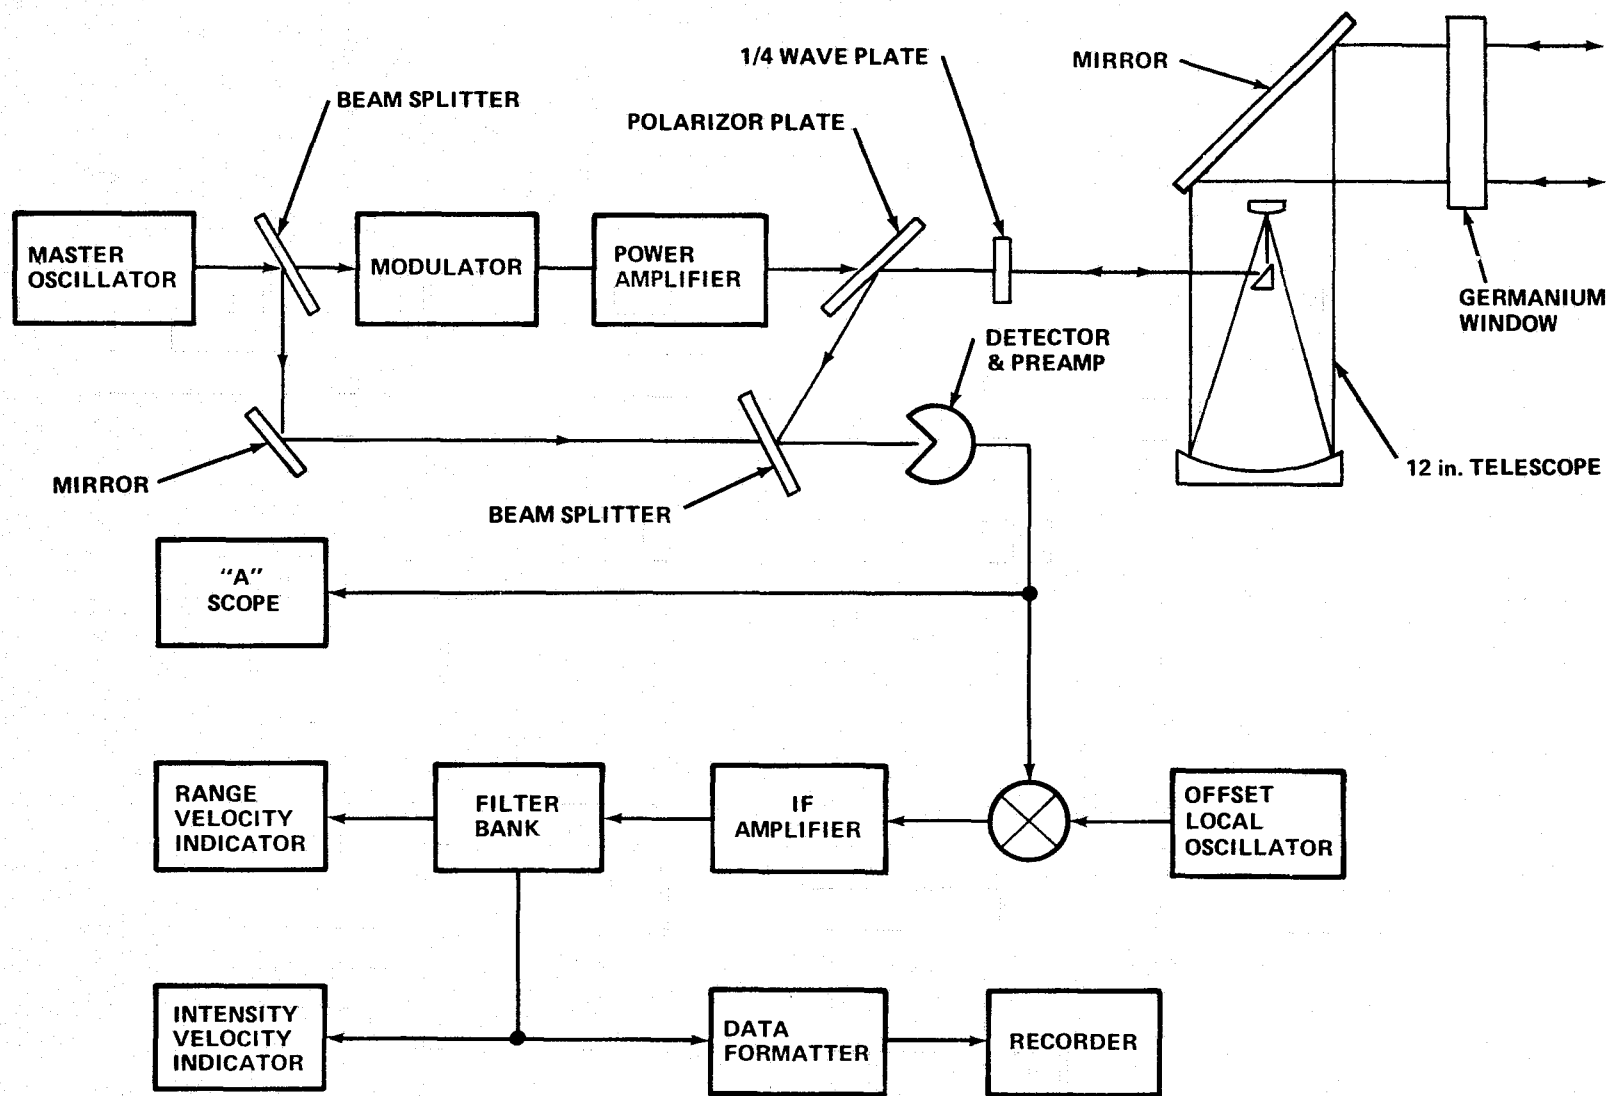 1/4 WAVE PLATE
MIRROR
BEAM SPLITTER
POLARIZOR PLATE
MASTER
OSCILLATOR
MODULATOR
POWER
AMPLIFIER
GERMANIUM
WINDOW
DETECTOR
& PREAMP
MIRROR
12 in. TELESCOPE
BEAM SPLITTER
"A"
SCOPE
RANGE
VELOCITY
INDICATOR
FILTER
BANK
IF
AMPLIFIER
OFFSET
LOCAL
OSCILLATOR
INTENSITY
VELOCITY
INDICATOR
DATA
FORMATTER
RECORDER